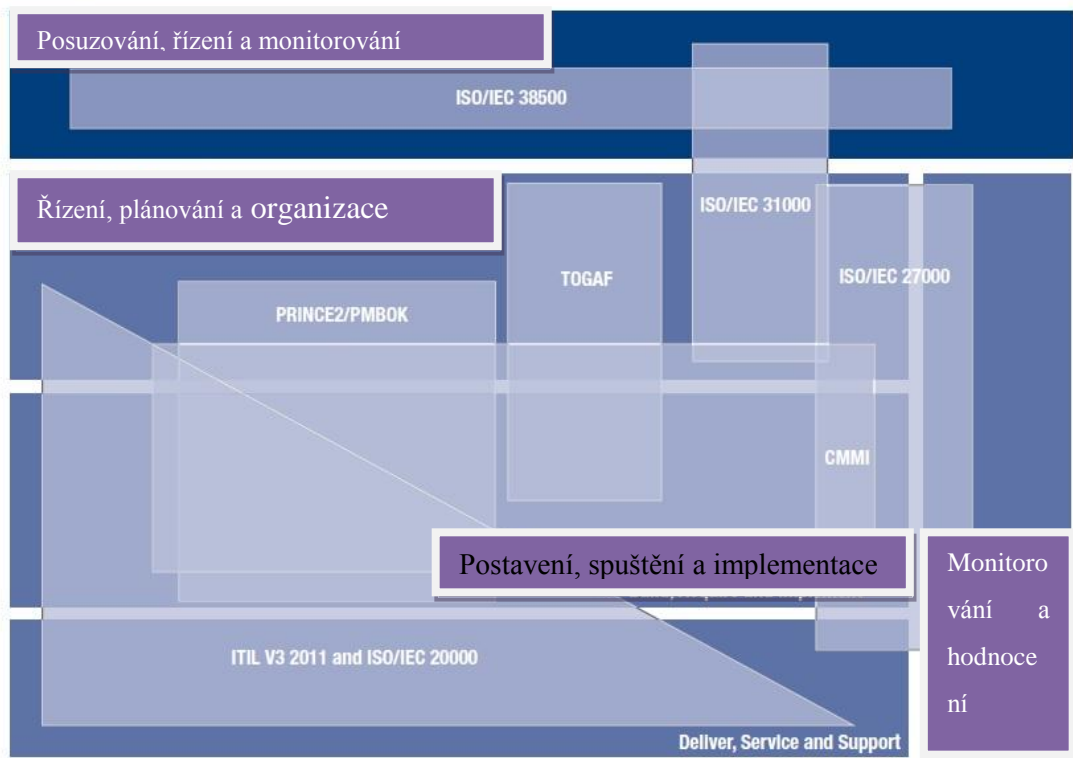 Posuzování, řízení a monitorování
ISO/IEC 38500
Řízení, plánování a organizace
ISO/IEC 31000
TOGAF
ISO/IEC 27000
PRINCE2/PMBOK
CMMI
Postavení, spuštění a implementace
Monitoro
vání a
hodnoce
ní
ITIL V3 2011 and ISO/IEC 20000
Deliver, Service and Support